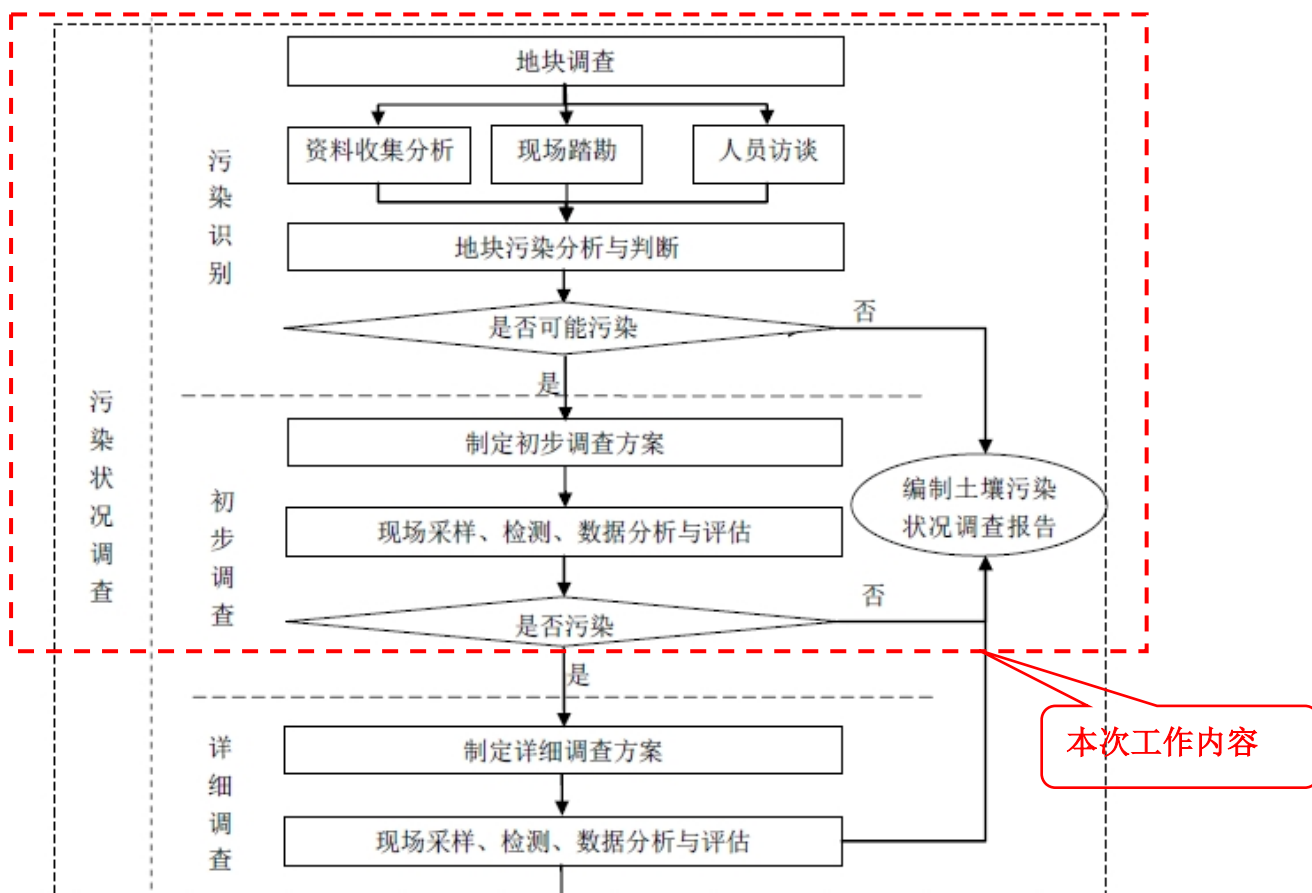 地块调查
资料收集分析
现场踏勘
人员访谈
污染识别
地块污染分析与判断
是否可能污染
否
是
污染状况调查
制定初步调查方案
编制土壤污染
状况调查报告
初步调查
现场采样、检测、数据分析与评估
是否污染
否
是
本次工作内容
详细调查
制定详细调查方案
现场采样、检测、数据分析与评估